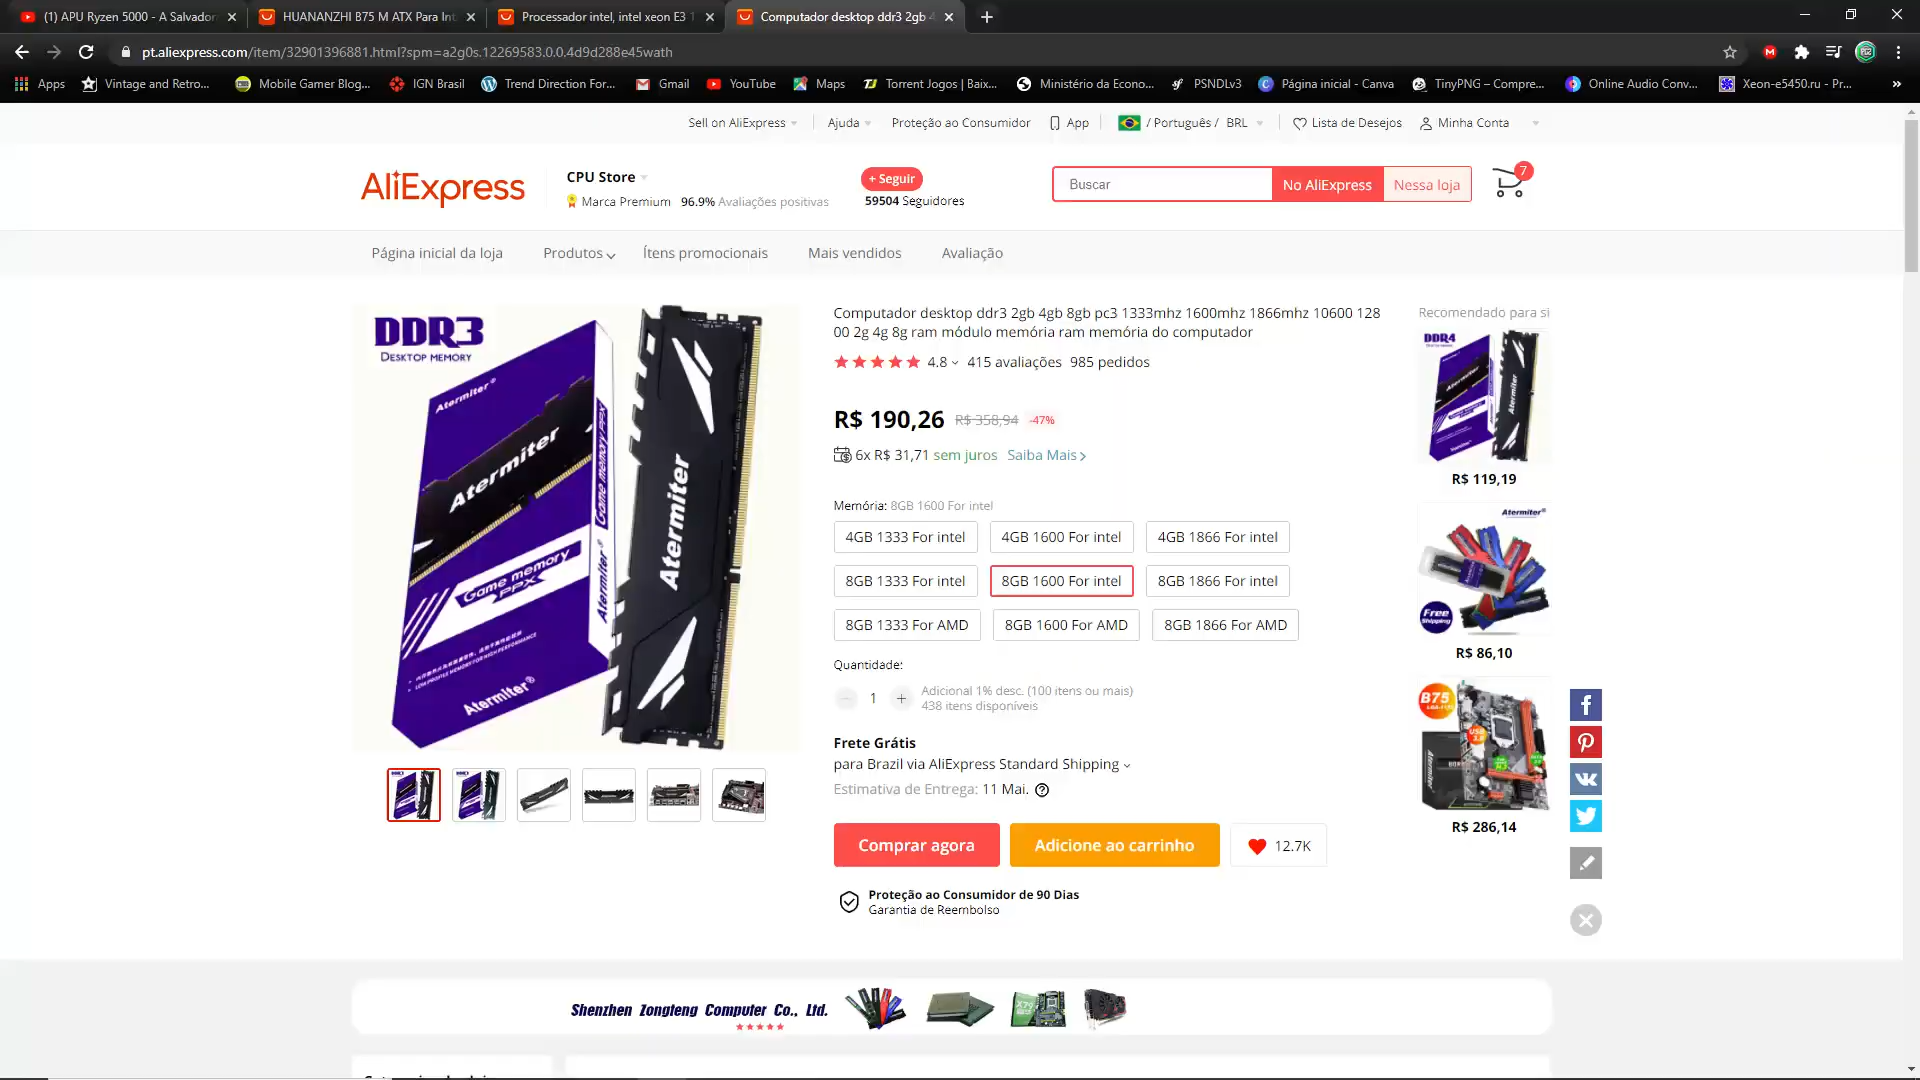 (1) APU Ryzen 5000 - A Salvador
HUANANZHI B75 M ATX Para Int
Processador intel, intel xeon E3 1
Computador desktop ddr3 2gb 4
pt.aliexpress.com/item/32901396881.html?spm=a2g0s.12269583.0.0.4d9d288e45wath
Apps
Vintage and Retro...
Mobile Gamer Blog...
IGN Brasil
Trend Direction For...
Gmail
YouTube
Maps
Torrent Jogos | Baix...
Ministério da Econo...
PSNDLv3
Página inicial - Canva
TinyPNG – Compre...
Online Audio Conv...
Xeon-e5450.ru - Pr...
»
Sell on AliExpress
Ajuda
Proteção ao Consumidor
App
/ Português / BRL
Lista de Desejos
Minha Conta
AliExpress
CPU Store
Marca Premium 96.9% Avaliações positivas
+ Seguir
59504 Seguidores
Buscar
No AliExpress
Nessa loja
7
Página inicial da loja
Produtos
Ítens promocionais
Mais vendidos
Avaliação
DDR3
DESKTOP MEMORY
Atermiter
Atermiter
Game memory PPX
Atermiter
Game memory
PPX
Atermiter
Atermiter
Computador desktop ddr3 2gb 4gb 8gb pc3 1333mhz 1600mhz 1866mhz 10600 128
00 2g 4g 8g ram módulo memória ram memória do computador
4.8 415 avaliações 985 pedidos
R$ 190,26 R$ 358,94 -47%
6x R$ 31,71 sem juros Saiba Mais
Memória: 8GB 1600 For intel
4GB 1333 For intel
4GB 1600 For intel
4GB 1866 For intel
8GB 1333 For intel
8GB 1600 For intel
8GB 1866 For intel
8GB 1333 For AMD
8GB 1600 For AMD
8GB 1866 For AMD
Quantidade:
1
Adicional 1% desc. (100 itens ou mais)
438 itens disponíveis
Frete Grátis
para Brazil via AliExpress Standard Shipping
Estimativa de Entrega: 11 Mai.
Comprar agora
Adicione ao carrinho
12.7K
Proteção ao Consumidor de 90 Dias
Garantia de Reembolso
Recomendado para si
DDR4
Atermiter
R$ 119,19
Atermiter
Free
Shipping
R$ 86,10
B75
R$ 286,14
Shenzhen Zongteng Computer Co., Ltd.
X79